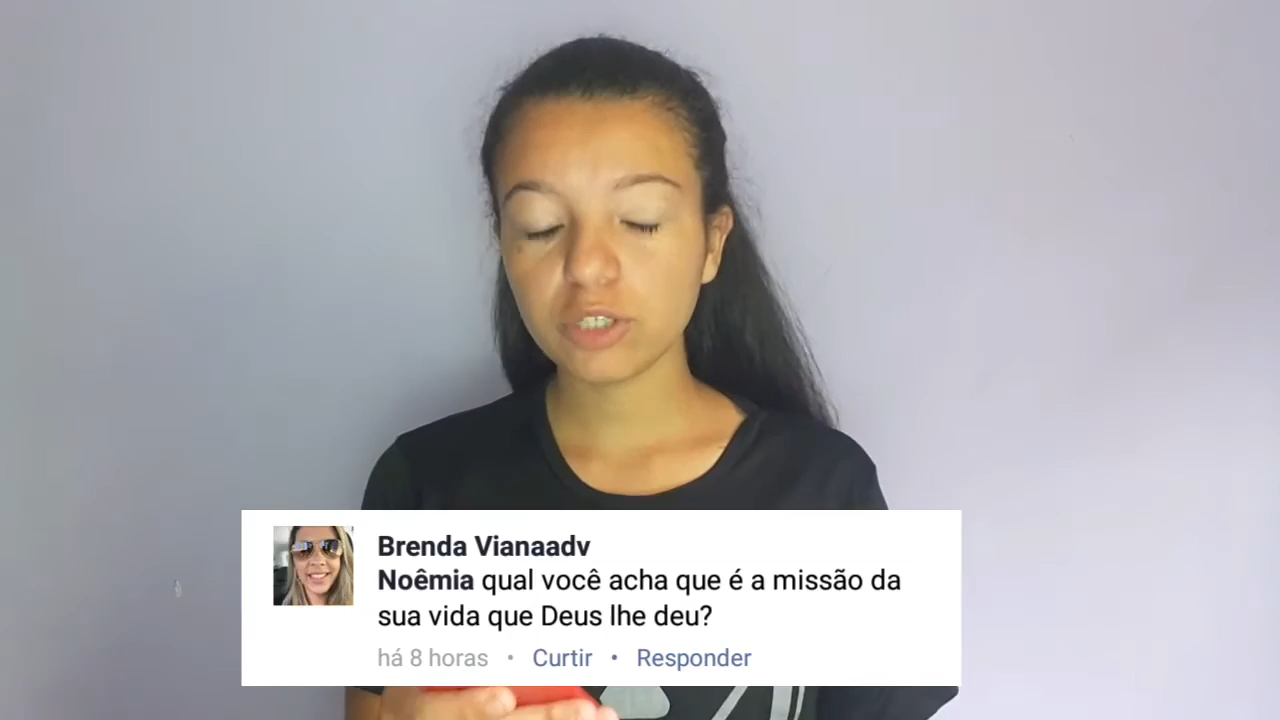 Brenda Vianaadv
Noêmia qual você acha que é a missão da
sua vida que Deus lhe deu?
há 8 horas • Curtir • Responder